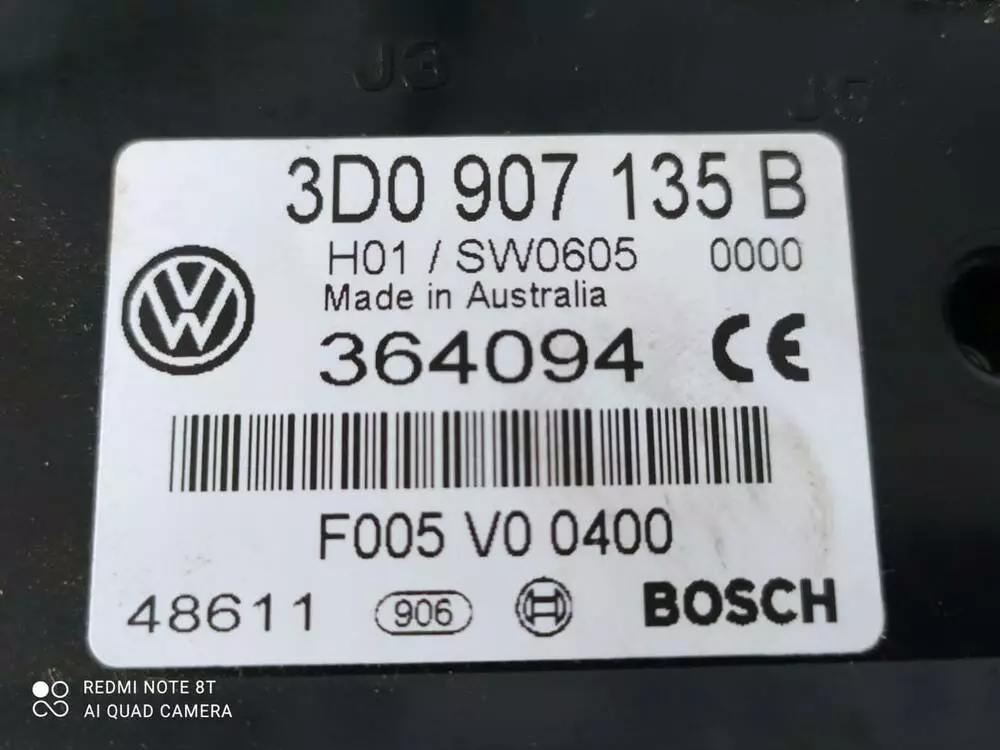 J3
3D0 907 135 B
H01 / SW0605 0000
Made in Australia
364094 CE
F005 V0 0400
48611 906 BOSCH
REDMI NOTE 8T
AI QUAD CAMERA